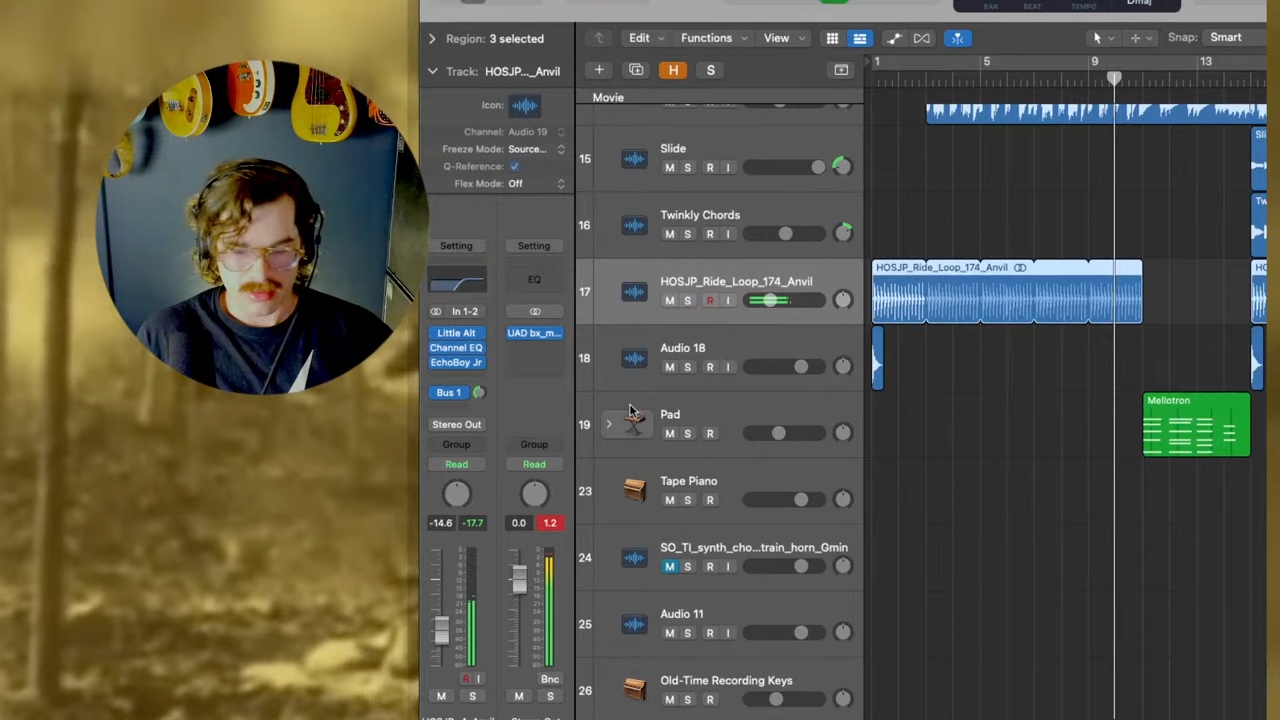 BAR BEAT TEMPO Dmaj
Region: 3 selected
Edit Functions View Snap: Smart
Track: HOSJP..._Anvil
H S
1 5 9 13
Icon:
Movie
Channel: Audio 19
Freeze Mode: Source...
Q-Reference:
Flex Mode: Off
15 Slide
M S R I
16 Twinkly Chords
M S R I
Setting Setting
EQ
In 1-2
Little Alt UAD bx_m...
Channel EQ
EchoBoy Jr
Bus 1
Stereo Out
Group Group
Read Read
-14.6 -17.7 0.0 1.2
R I Bnc
M S M S
17 HOSJP_Ride_Loop_174_Anvil
M S R I
HOSJP_Ride_Loop_174_Anvil
18 Audio 18
M S R I
19 Pad
M S R
Mellotron
23 Tape Piano
M S R
24 SO_TI_synth_cho...train_horn_Gmin
M S R I
25 Audio 11
M S R I
26 Old-Time Recording Keys
M S R